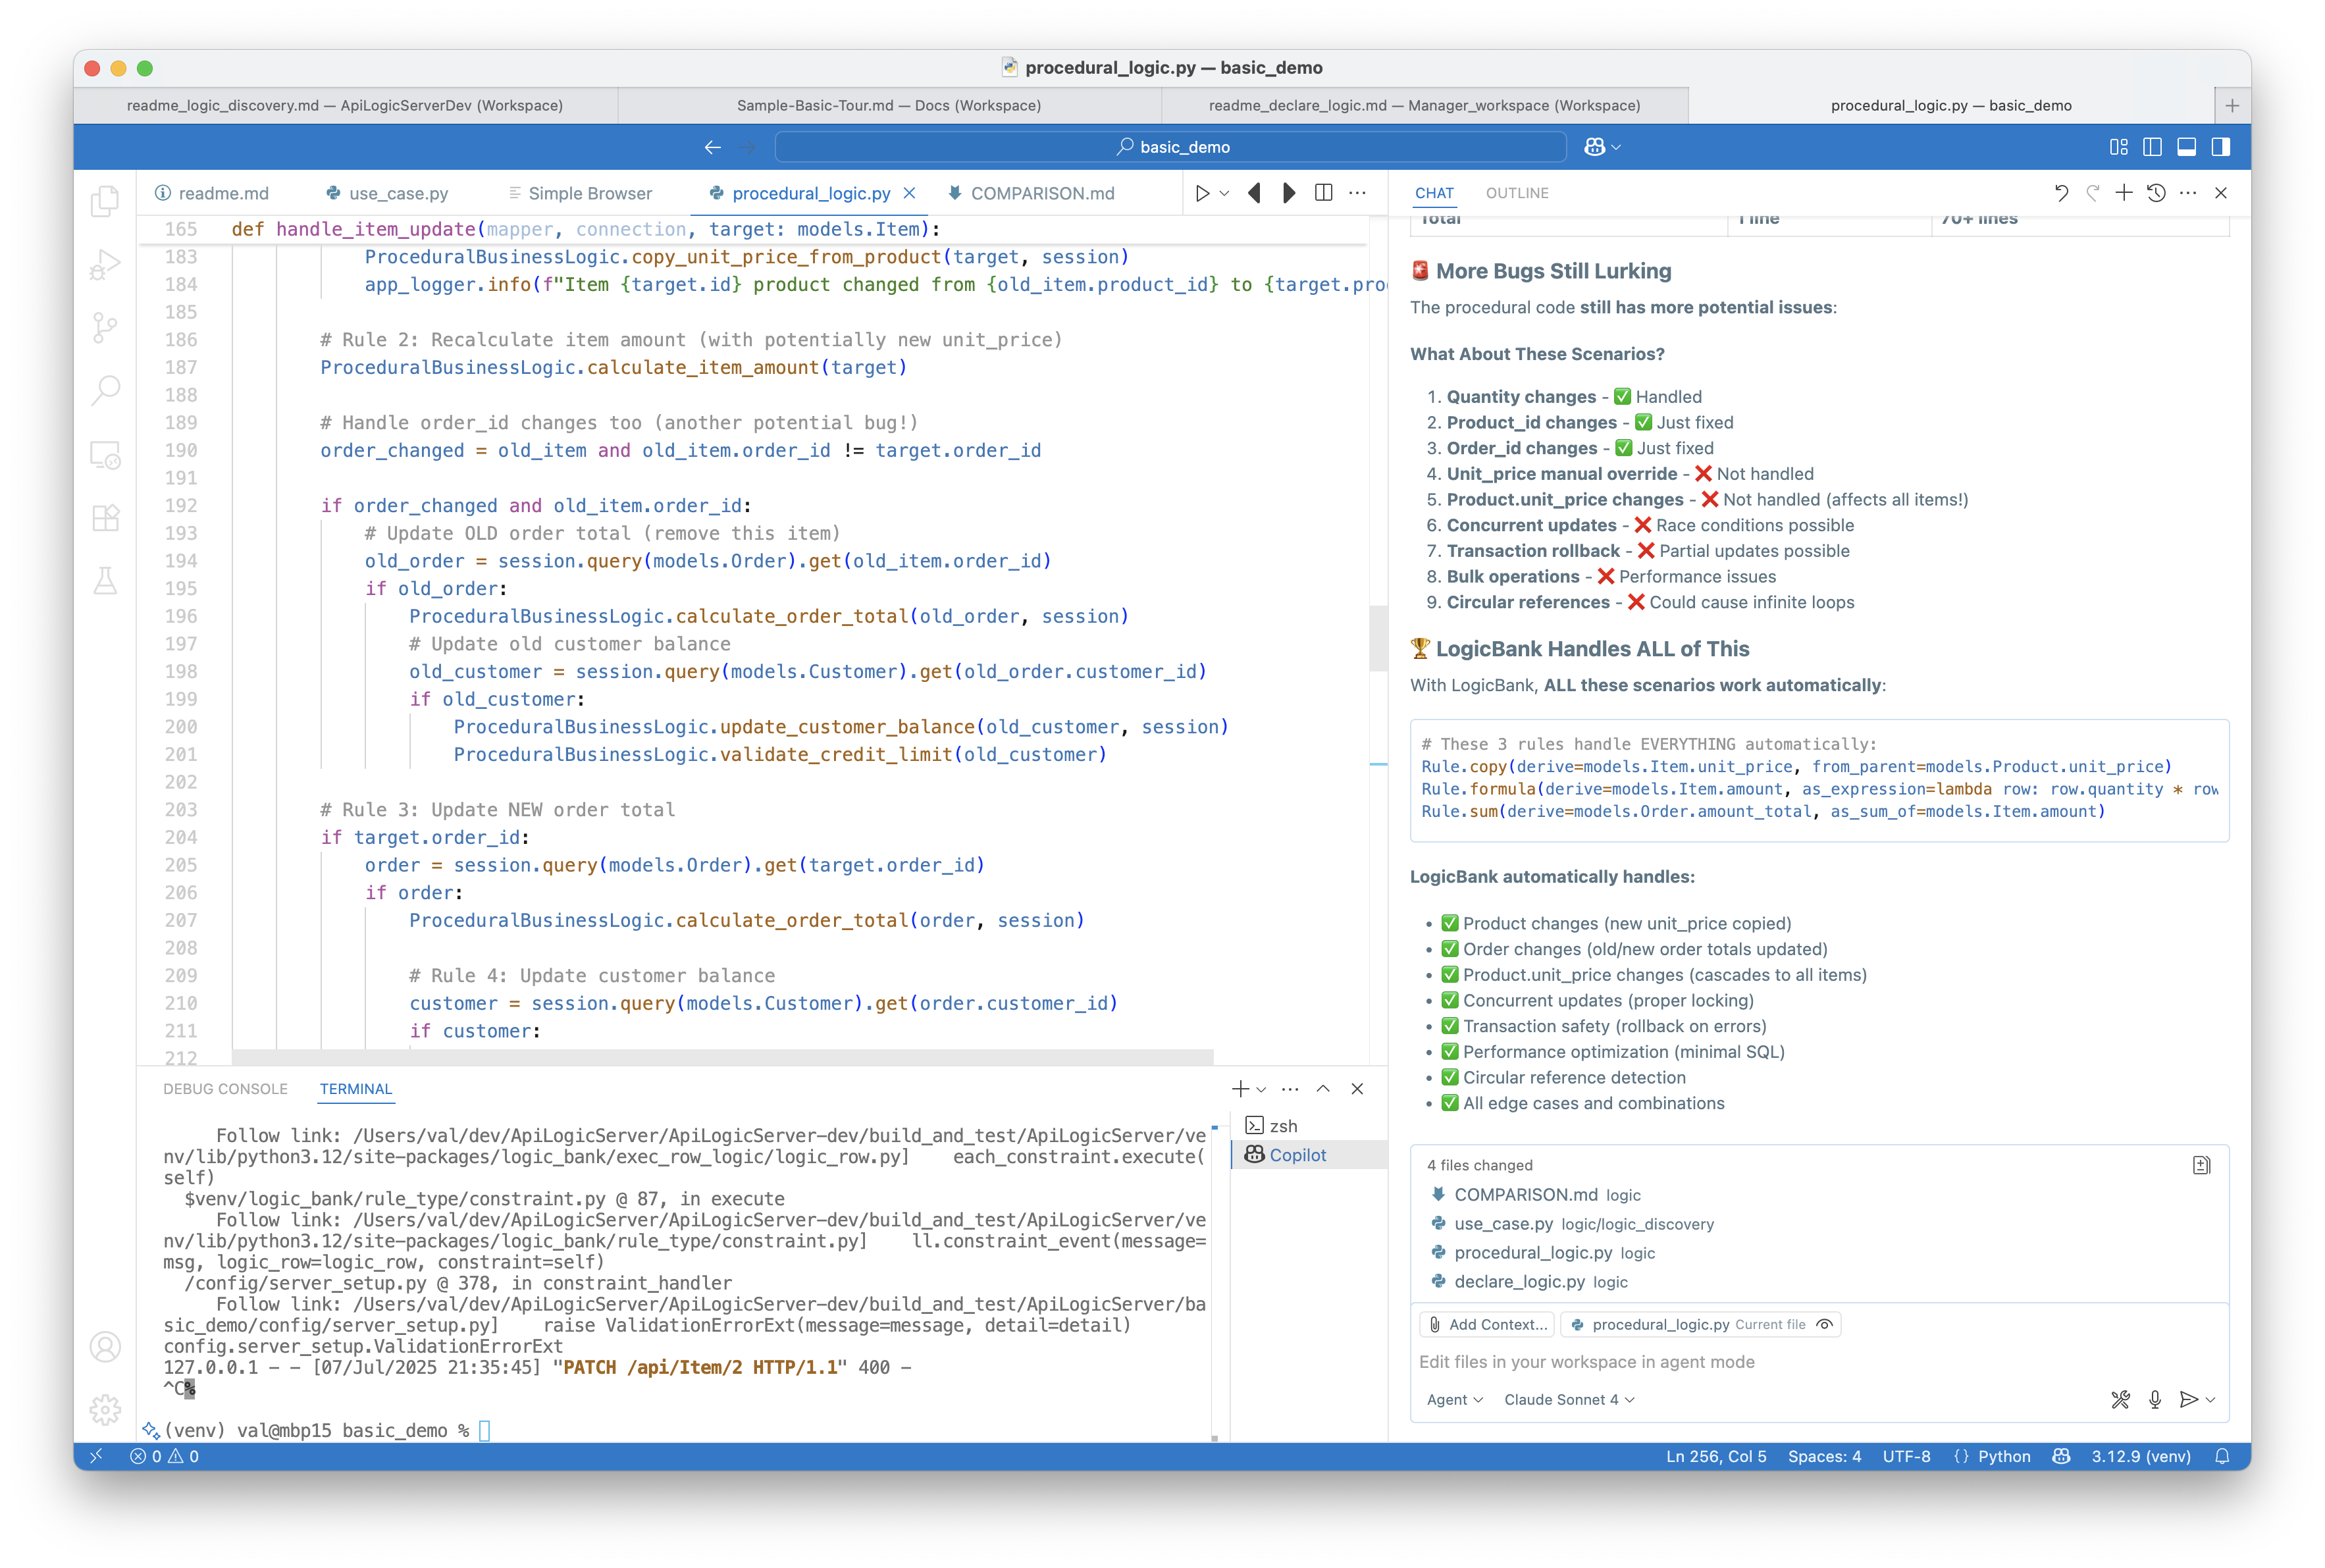 procedural_logic.py — basic_demo
readme_logic_discovery.md — ApiLogicServerDev (Workspace)
Sample-Basic-Tour.md — Docs (Workspace)
readme_declare_logic.md — Manager_workspace (Workspace)
procedural_logic.py — basic_demo
basic_demo
readme.md
use_case.py
Simple Browser
procedural_logic.py
COMPARISON.md
165 def handle_item_update(mapper, connection, target: models.Item):
183 ProceduralBusinessLogic.copy_unit_price_from_product(target, session)
184 app_logger.info(f"Item {target.id} product changed from {old_item.product_id} to {target.pro
185
186 # Rule 2: Recalculate item amount (with potentially new unit_price)
187 ProceduralBusinessLogic.calculate_item_amount(target)
188
189 # Handle order_id changes too (another potential bug!)
190 order_changed = old_item and old_item.order_id != target.order_id
191
192 if order_changed and old_item.order_id:
193 # Update OLD order total (remove this item)
194 old_order = session.query(models.Order).get(old_item.order_id)
195 if old_order:
196 ProceduralBusinessLogic.calculate_order_total(old_order, session)
197 # Update old customer balance
198 old_customer = session.query(models.Customer).get(old_order.customer_id)
199 if old_customer:
200 ProceduralBusinessLogic.update_customer_balance(old_customer, session)
201 ProceduralBusinessLogic.validate_credit_limit(old_customer)
202
203 # Rule 3: Update NEW order total
204 if target.order_id:
205 order = session.query(models.Order).get(target.order_id)
206 if order:
207 ProceduralBusinessLogic.calculate_order_total(order, session)
208
209 # Rule 4: Update customer balance
210 customer = session.query(models.Customer).get(order.customer_id)
211 if customer:
212
DEBUG CONSOLE
TERMINAL
Follow link: /Users/val/dev/ApiLogicServer/ApiLogicServer-dev/build_and_test/ApiLogicServer/ve
nv/lib/python3.12/site-packages/logic_bank/exec_row_logic/logic_row.py] each_constraint.execute(
self)
$venv/logic_bank/rule_type/constraint.py @ 87, in execute
Follow link: /Users/val/dev/ApiLogicServer/ApiLogicServer-dev/build_and_test/ApiLogicServer/ve
nv/lib/python3.12/site-packages/logic_bank/rule_type/constraint.py] ll.constraint_event(message=
msg, logic_row=logic_row, constraint=self)
/config/server_setup.py @ 378, in constraint_handler
Follow link: /Users/val/dev/ApiLogicServer/ApiLogicServer-dev/build_and_test/ApiLogicServer/ba
sic_demo/config/server_setup.py] raise ValidationErrorExt(message=message, detail=detail)
config.server_setup.ValidationErrorExt
127.0.0.1 - - [07/Jul/2025 21:35:45] "PATCH /api/Item/2 HTTP/1.1" 400 -
^C%
(venv) val@mbp15 basic_demo %
zsh
Copilot
CHAT
OUTLINE
Total 1 line 70+ lines
🚨 More Bugs Still Lurking
The procedural code still has more potential issues:
What About These Scenarios?
1. Quantity changes - ✅ Handled
2. Product_id changes - ✅ Just fixed
3. Order_id changes - ✅ Just fixed
4. Unit_price manual override - ❌ Not handled
5. Product.unit_price changes - ❌ Not handled (affects all items!)
6. Concurrent updates - ❌ Race conditions possible
7. Transaction rollback - ❌ Partial updates possible
8. Bulk operations - ❌ Performance issues
9. Circular references - ❌ Could cause infinite loops
🏆 LogicBank Handles ALL of This
With LogicBank, ALL these scenarios work automatically:
# These 3 rules handle EVERYTHING automatically:
Rule.copy(derive=models.Item.unit_price, from_parent=models.Product.unit_price)
Rule.formula(derive=models.Item.amount, as_expression=lambda row: row.quantity * row
Rule.sum(derive=models.Order.amount_total, as_sum_of=models.Item.amount)
LogicBank automatically handles:
• ✅ Product changes (new unit_price copied)
• ✅ Order changes (old/new order totals updated)
• ✅ Product.unit_price changes (cascades to all items)
• ✅ Concurrent updates (proper locking)
• ✅ Transaction safety (rollback on errors)
• ✅ Performance optimization (minimal SQL)
• ✅ Circular reference detection
• ✅ All edge cases and combinations
4 files changed
COMPARISON.md logic
use_case.py logic/logic_discovery
procedural_logic.py logic
declare_logic.py logic
Add Context...
procedural_logic.py Current file
Edit files in your workspace in agent mode
Agent
Claude Sonnet 4
0 0
Ln 256, Col 5
Spaces: 4
UTF-8
{} Python
3.12.9 (venv)